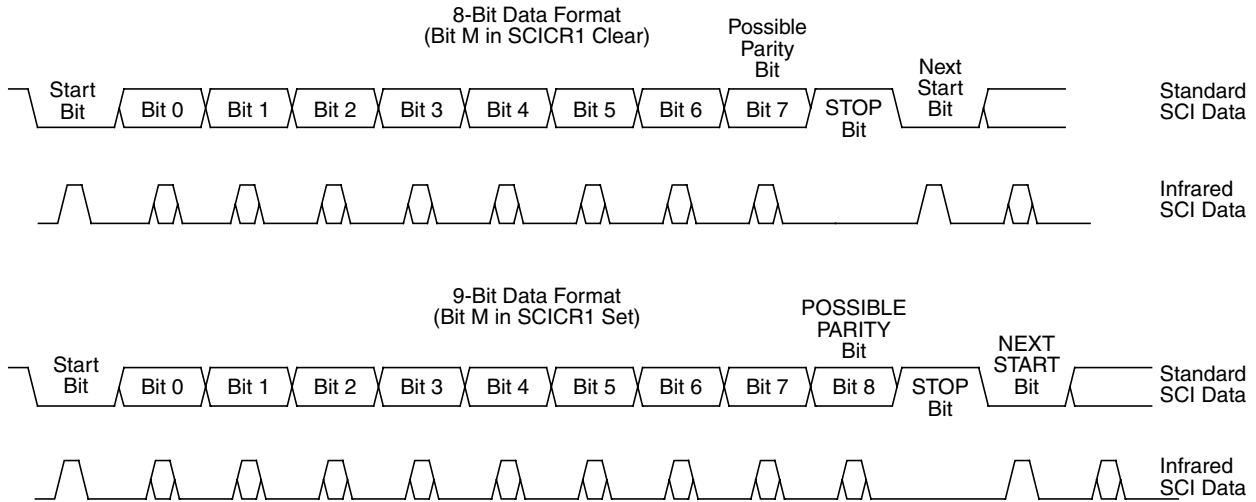 8-Bit Data Format
(Bit M in SCICR1 Clear)
Possible
Parity
Bit
Next
Start
Bit
Start
Bit
Bit 0
Bit 1
Bit 2
Bit 3
Bit 4
Bit 5
Bit 6
Bit 7
STOP
Bit
Standard
SCI Data
Infrared
SCI Data
9-Bit Data Format
(Bit M in SCICR1 Set)
POSSIBLE
PARITY
Bit
NEXT
START
Bit
Start
Bit
Bit 0
Bit 1
Bit 2
Bit 3
Bit 4
Bit 5
Bit 6
Bit 7
Bit 8
STOP
Bit
Standard
SCI Data
Infrared
SCI Data